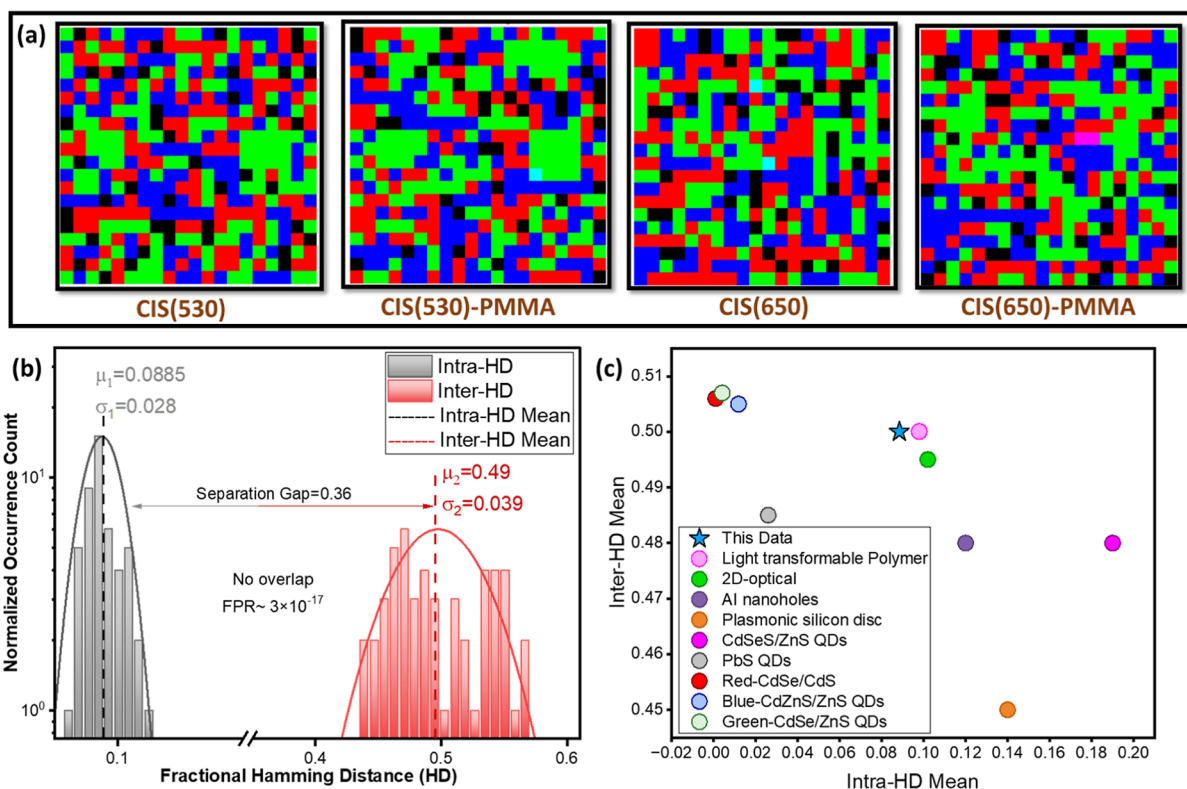 (a)
CIS(530)
CIS(530)-PMMA
CIS(650)
CIS(650)-PMMA
(b)
μ1=0.0885
σ1=0.028
Intra-HD
Inter-HD
Intra-HD Mean
Inter-HD Mean
μ2=0.49
σ2=0.039
Separation Gap=0.36
No overlap
FPR~ 3×10⁻¹⁷
Normalized Occurrence Count
10¹
10⁰
0.1
0.4
0.5
0.6
Fractional Hamming Distance (HD)
(c)
Inter-HD Mean
0.51
0.50
0.49
0.48
0.47
0.46
0.45
This Data
Light transformable Polymer
2D-optical
Al nanoholes
Plasmonic silicon disc
CdSeS/ZnS QDs
PbS QDs
Red-CdSe/CdS
Blue-CdZnS/ZnS QDs
Green-CdSe/ZnS QDs
−0.02 0.00 0.02 0.04 0.06 0.08 0.10 0.12 0.14 0.16 0.18 0.20
Intra-HD Mean